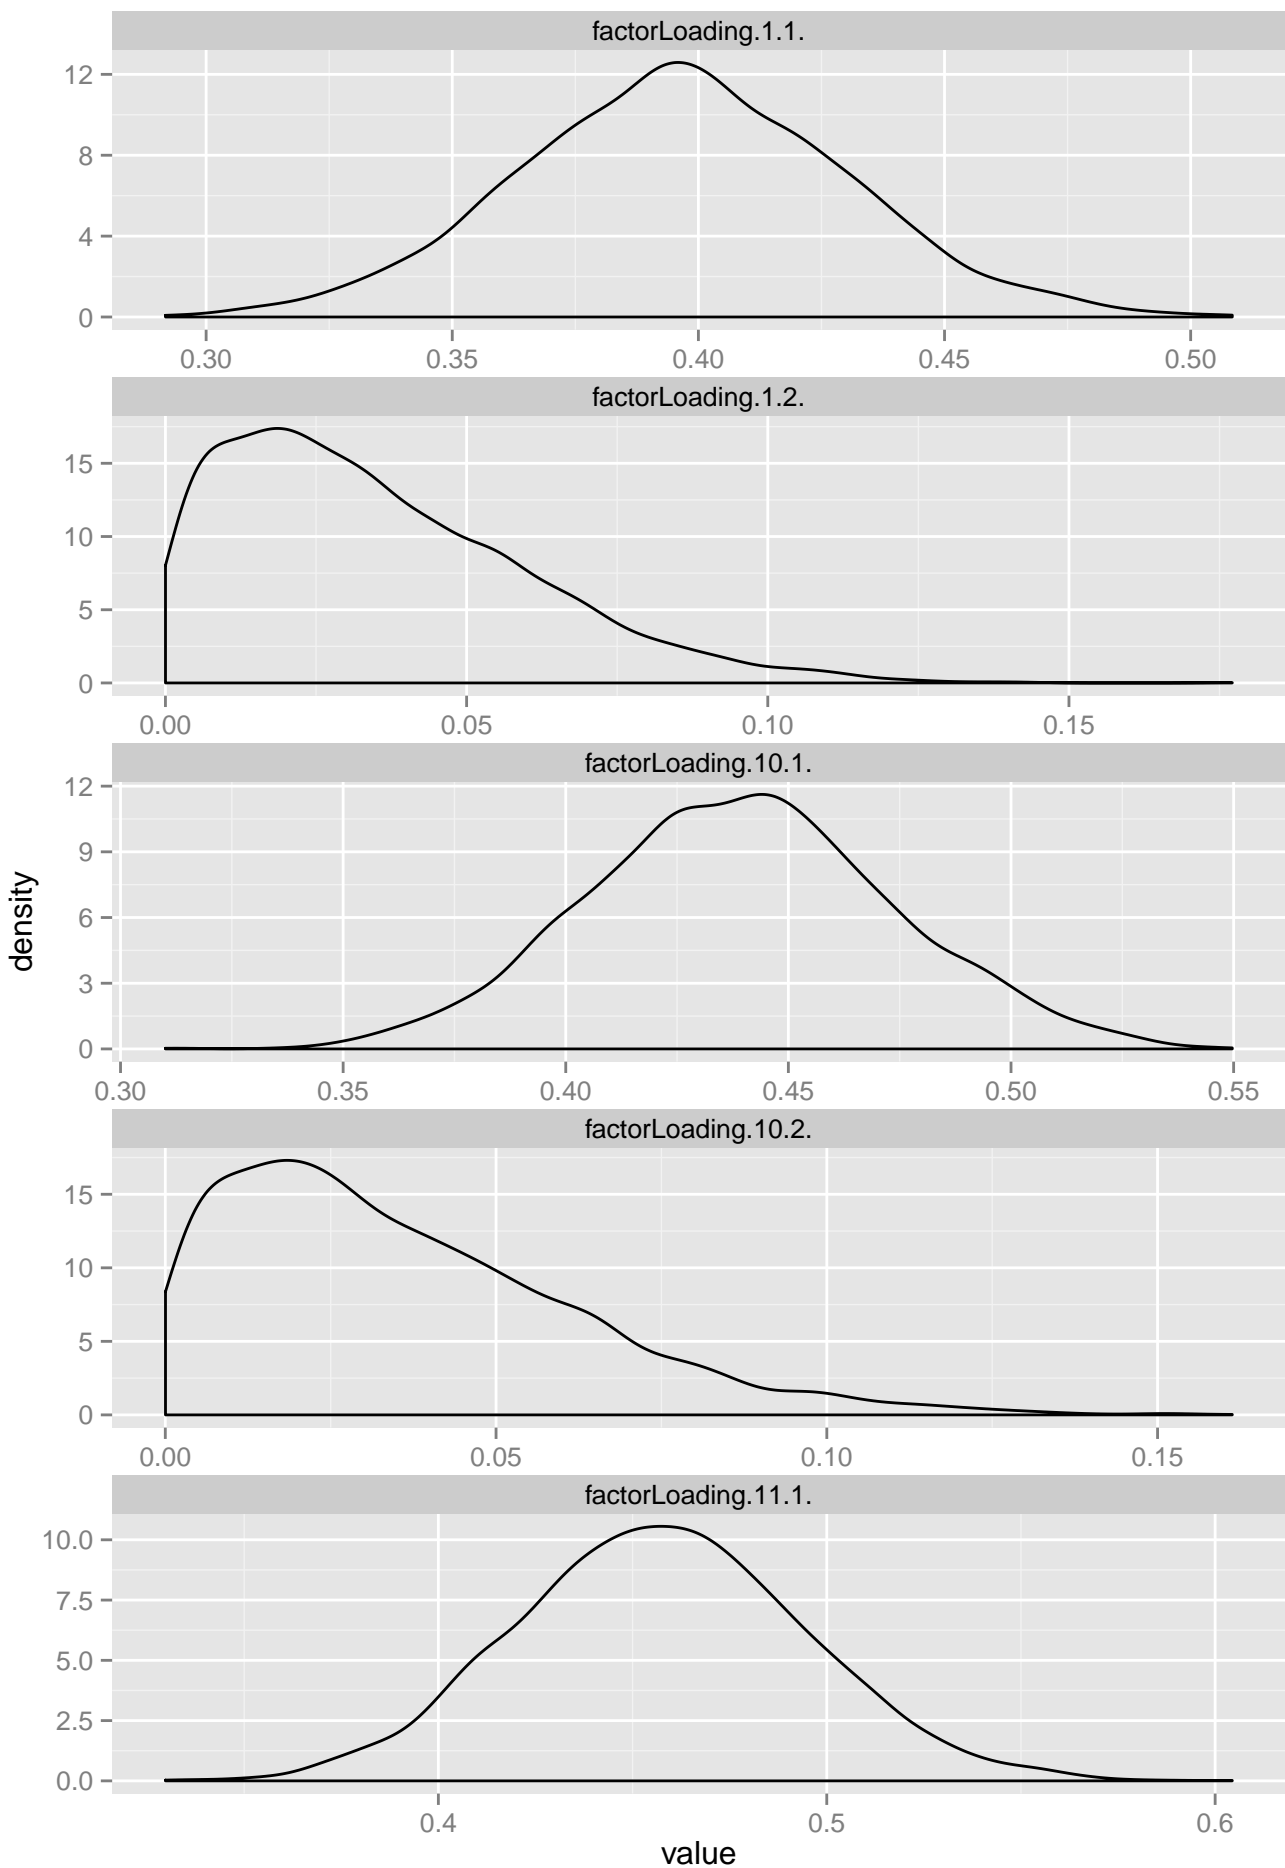 factorLoading.1.1.
12
8
4
0
0.30 0.35 0.40 0.45 0.50
factorLoading.1.2.
15
10
5
0
0.00 0.05 0.10 0.15
factorLoading.10.1.
12
9
6
3
0
0.30 0.35 0.40 0.45 0.50 0.55
density
factorLoading.10.2.
15
10
5
0
0.00 0.05 0.10 0.15
factorLoading.11.1.
10.0
7.5
5.0
2.5
0.0
0.4 0.5 0.6
value